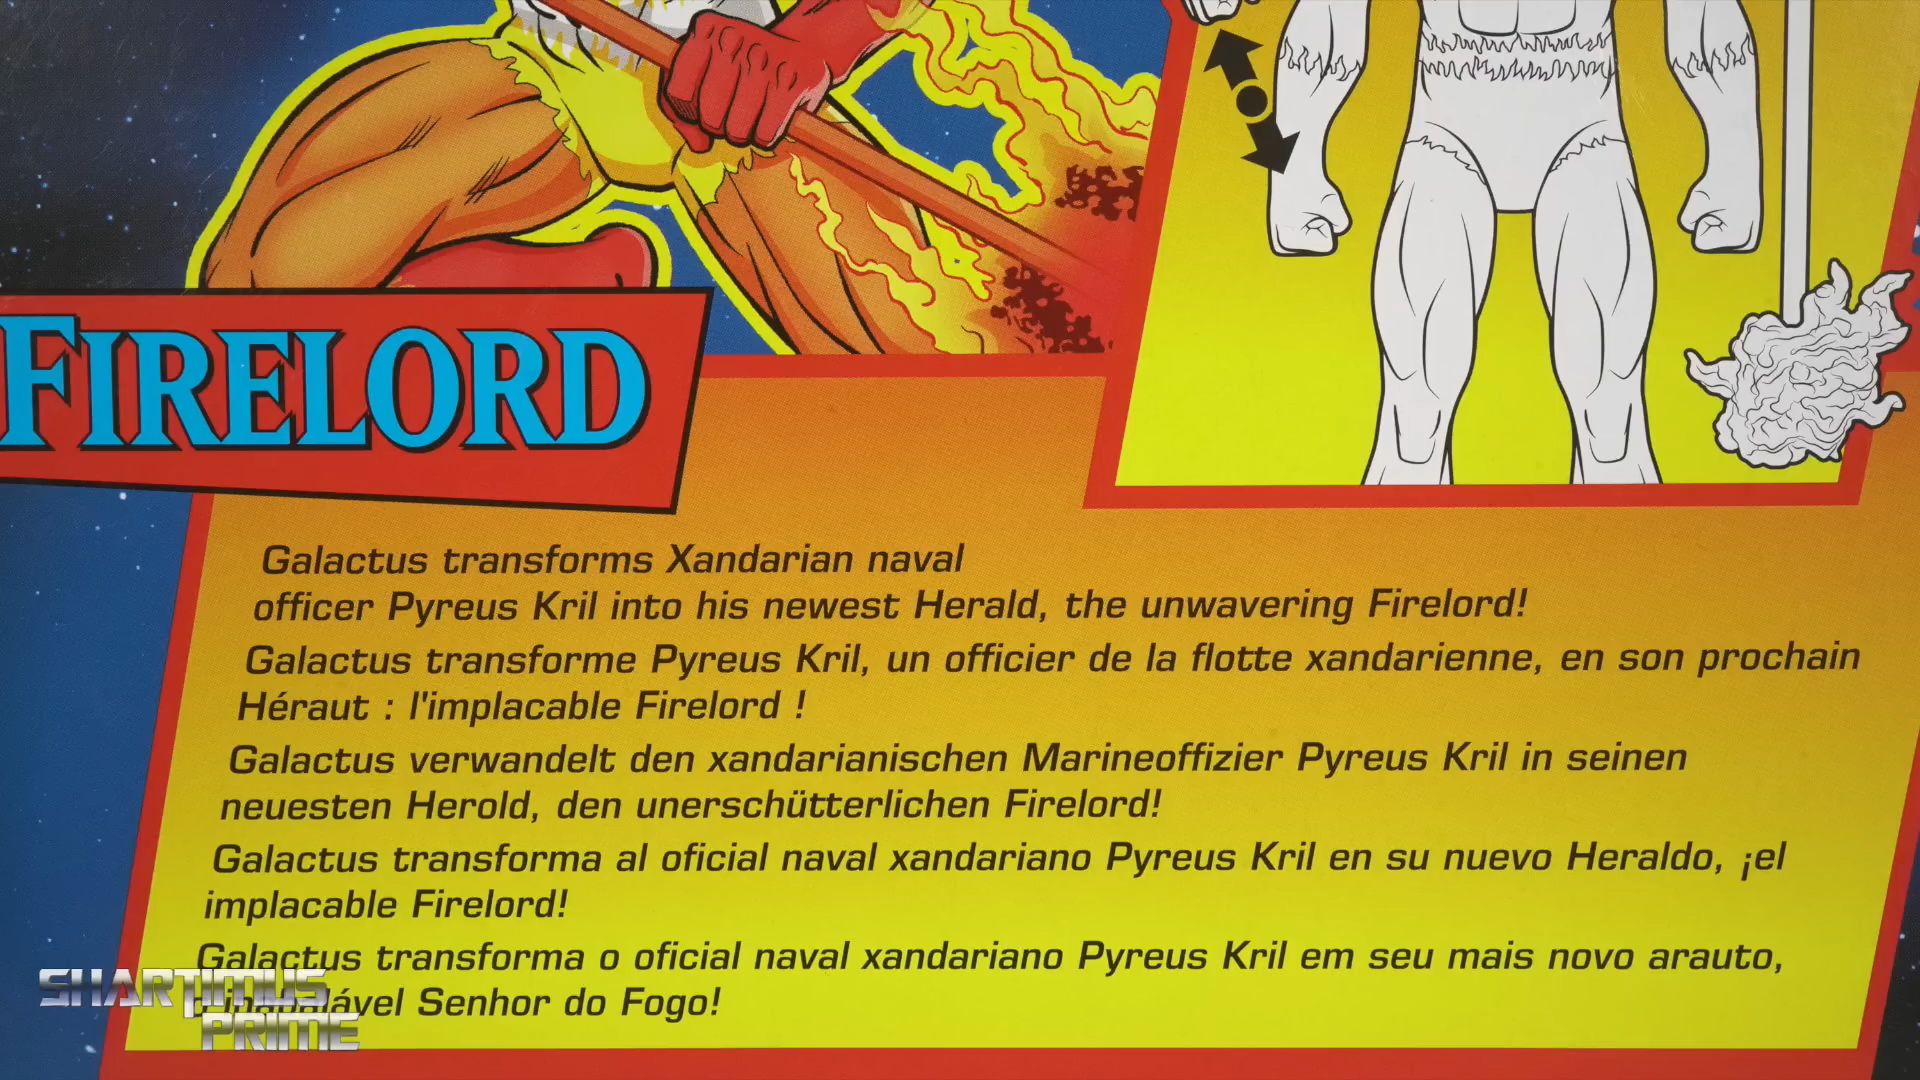 FIRELORD
Galactus transforms Xandarian naval
officer Pyreus Kril into his newest Herald, the unwavering Firelord!
Galactus transforme Pyreus Kril, un officier de la flotte xandarienne, en son prochain
Héraut : l'implacable Firelord !
Galactus verwandelt den xandarianischen Marineoffizier Pyreus Kril in seinen
neuesten Herold, den unerschütterlichen Firelord!
Galactus transforma al oficial naval xandariano Pyreus Kril en su nuevo Heraldo, ¡el
implacable Firelord!
Galactus transforma o oficial naval xandariano Pyreus Kril em seu mais novo arauto,
o inabalável Senhor do Fogo!
SHARTIMUS
PRIME